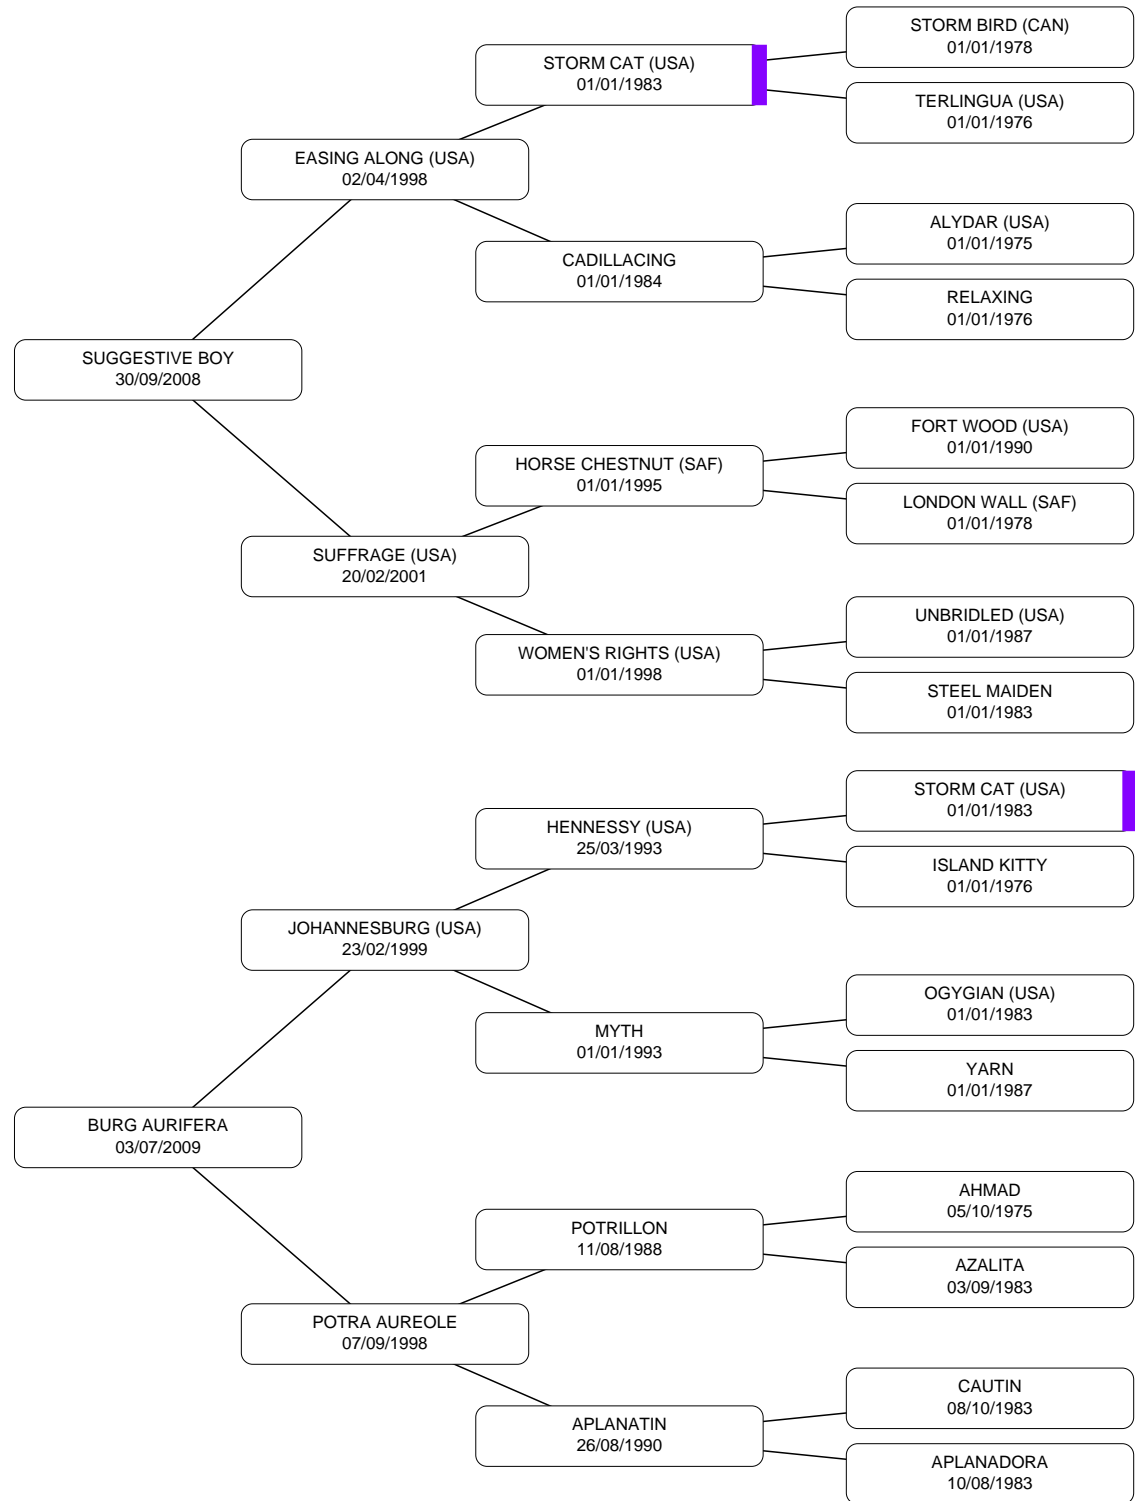 STORM BIRD (CAN)
01/01/1978
STORM CAT (USA)
01/01/1983
TERLINGUA (USA)
01/01/1976
EASING ALONG (USA)
02/04/1998
ALYDAR (USA)
01/01/1975
CADILLACING
01/01/1984
RELAXING
01/01/1976
SUGGESTIVE BOY
30/09/2008
FORT WOOD (USA)
01/01/1990
HORSE CHESTNUT (SAF)
01/01/1995
LONDON WALL (SAF)
01/01/1978
SUFFRAGE (USA)
20/02/2001
UNBRIDLED (USA)
01/01/1987
WOMEN'S RIGHTS (USA)
01/01/1998
STEEL MAIDEN
01/01/1983
STORM CAT (USA)
01/01/1983
HENNESSY (USA)
25/03/1993
ISLAND KITTY
01/01/1976
JOHANNESBURG (USA)
23/02/1999
OGYGIAN (USA)
01/01/1983
MYTH
01/01/1993
YARN
01/01/1987
BURG AURIFERA
03/07/2009
AHMAD
05/10/1975
POTRILLON
11/08/1988
AZALITA
03/09/1983
POTRA AUREOLE
07/09/1998
CAUTIN
08/10/1983
APLANATIN
26/08/1990
APLANADORA
10/08/1983